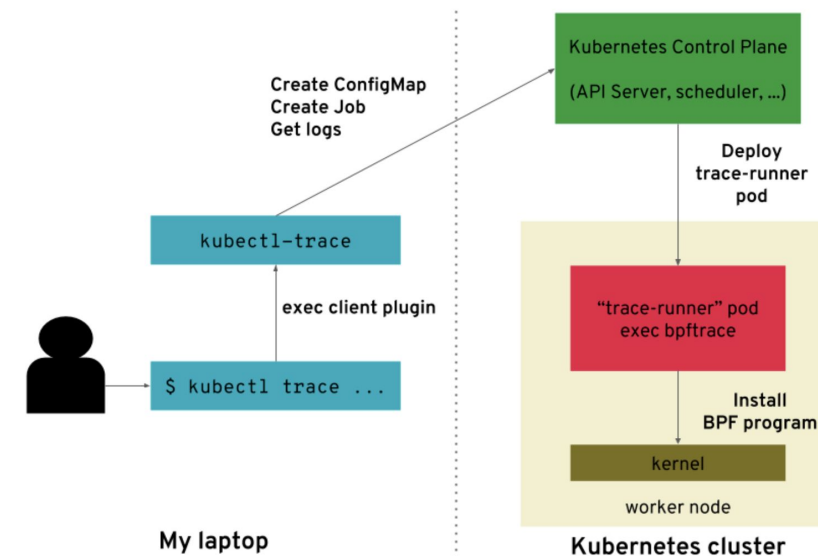 Kubernetes Control Plane
(API Server, scheduler, ...)
Create ConfigMap
Create Job
Get logs
Deploy
trace-runner
pod
kubectl-trace
exec client plugin
$ kubectl trace ...
“trace-runner” pod
exec bpftrace
Install
BPF program
kernel
worker node
My laptop
Kubernetes cluster